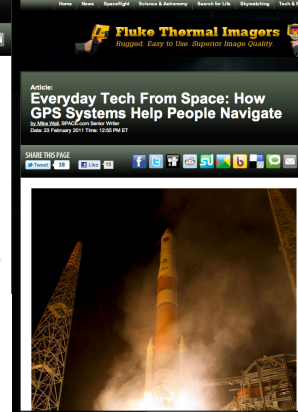 Home News Spaceflight Science & Astronomy Search for Life Skywatching Tech &
Fluke Thermal Imagers
Rugged. Easy to Use. Superior Image Quality.
Article:
Everyday Tech From Space: How
GPS Systems Help People Navigate
by Mike Wall, SPACE.com Senior Writer
Date: 23 February 2011 Time: 12:55 PM ET
SHARE THIS PAGE
Tweet 38 Like 15